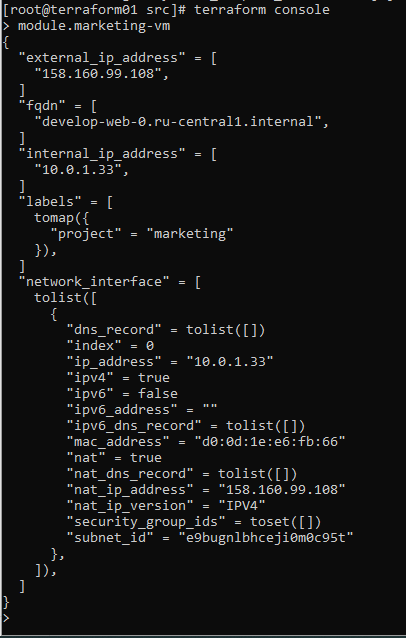 [root@terraform01 src]# terraform console
> module.marketing-vm
{
  "external_ip_address" = [
    "158.160.99.108",
  ]
  "fqdn" = [
    "develop-web-0.ru-central1.internal",
  ]
  "internal_ip_address" = [
    "10.0.1.33",
  ]
  "labels" = [
    tomap({
      "project" = "marketing"
    }),
  ]
  "network_interface" = [
    tolist([
      {
        "dns_record" = tolist([])
        "index" = 0
        "ip_address" = "10.0.1.33"
        "ipv4" = true
        "ipv6" = false
        "ipv6_address" = ""
        "ipv6_dns_record" = tolist([])
        "mac_address" = "d0:0d:1e:e6:fb:66"
        "nat" = true
        "nat_dns_record" = tolist([])
        "nat_ip_address" = "158.160.99.108"
        "nat_ip_version" = "IPV4"
        "security_group_ids" = toset([])
        "subnet_id" = "e9bugnlbhceji0m0c95t"
      },
    ]),
  ]
}
>